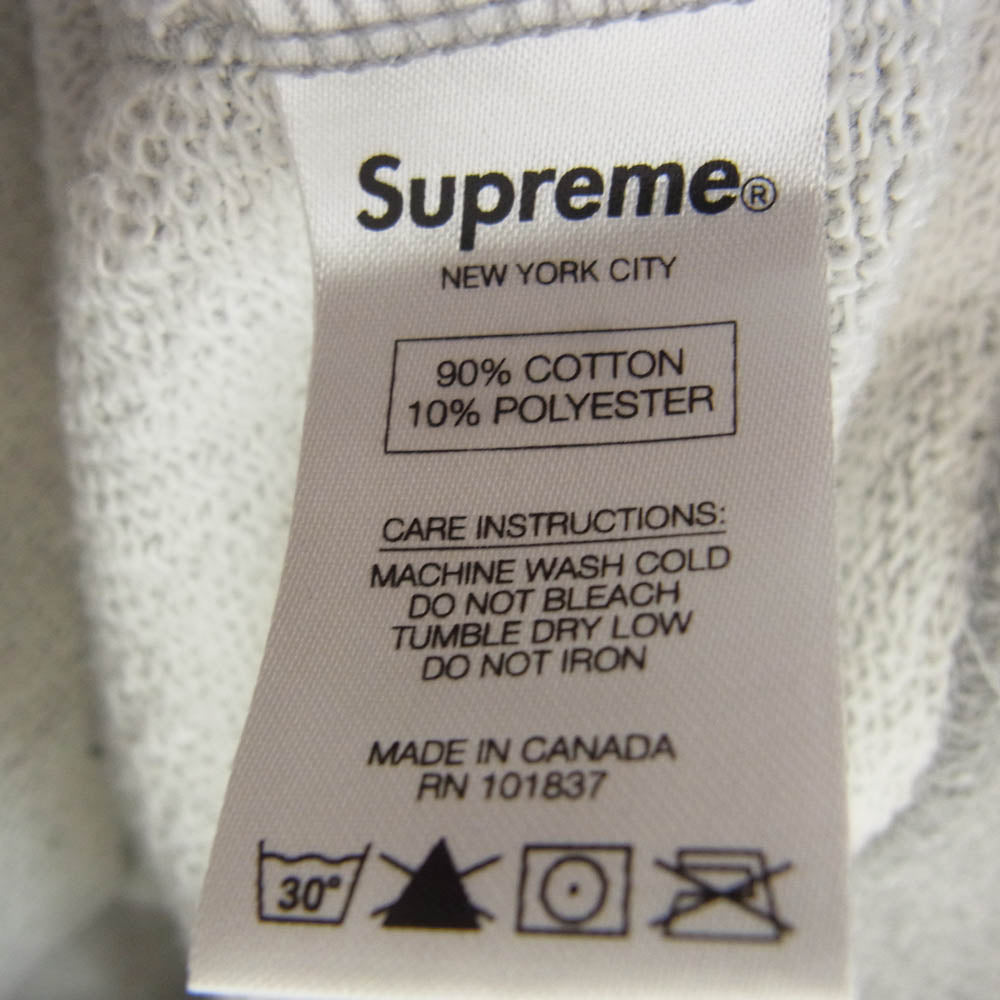 Supreme®
NEW YORK CITY
90% COTTON
10% POLYESTER
CARE INSTRUCTIONS:
MACHINE WASH COLD
DO NOT BLEACH
TUMBLE DRY LOW
DO NOT IRON
MADE IN CANADA
RN 101837
30°